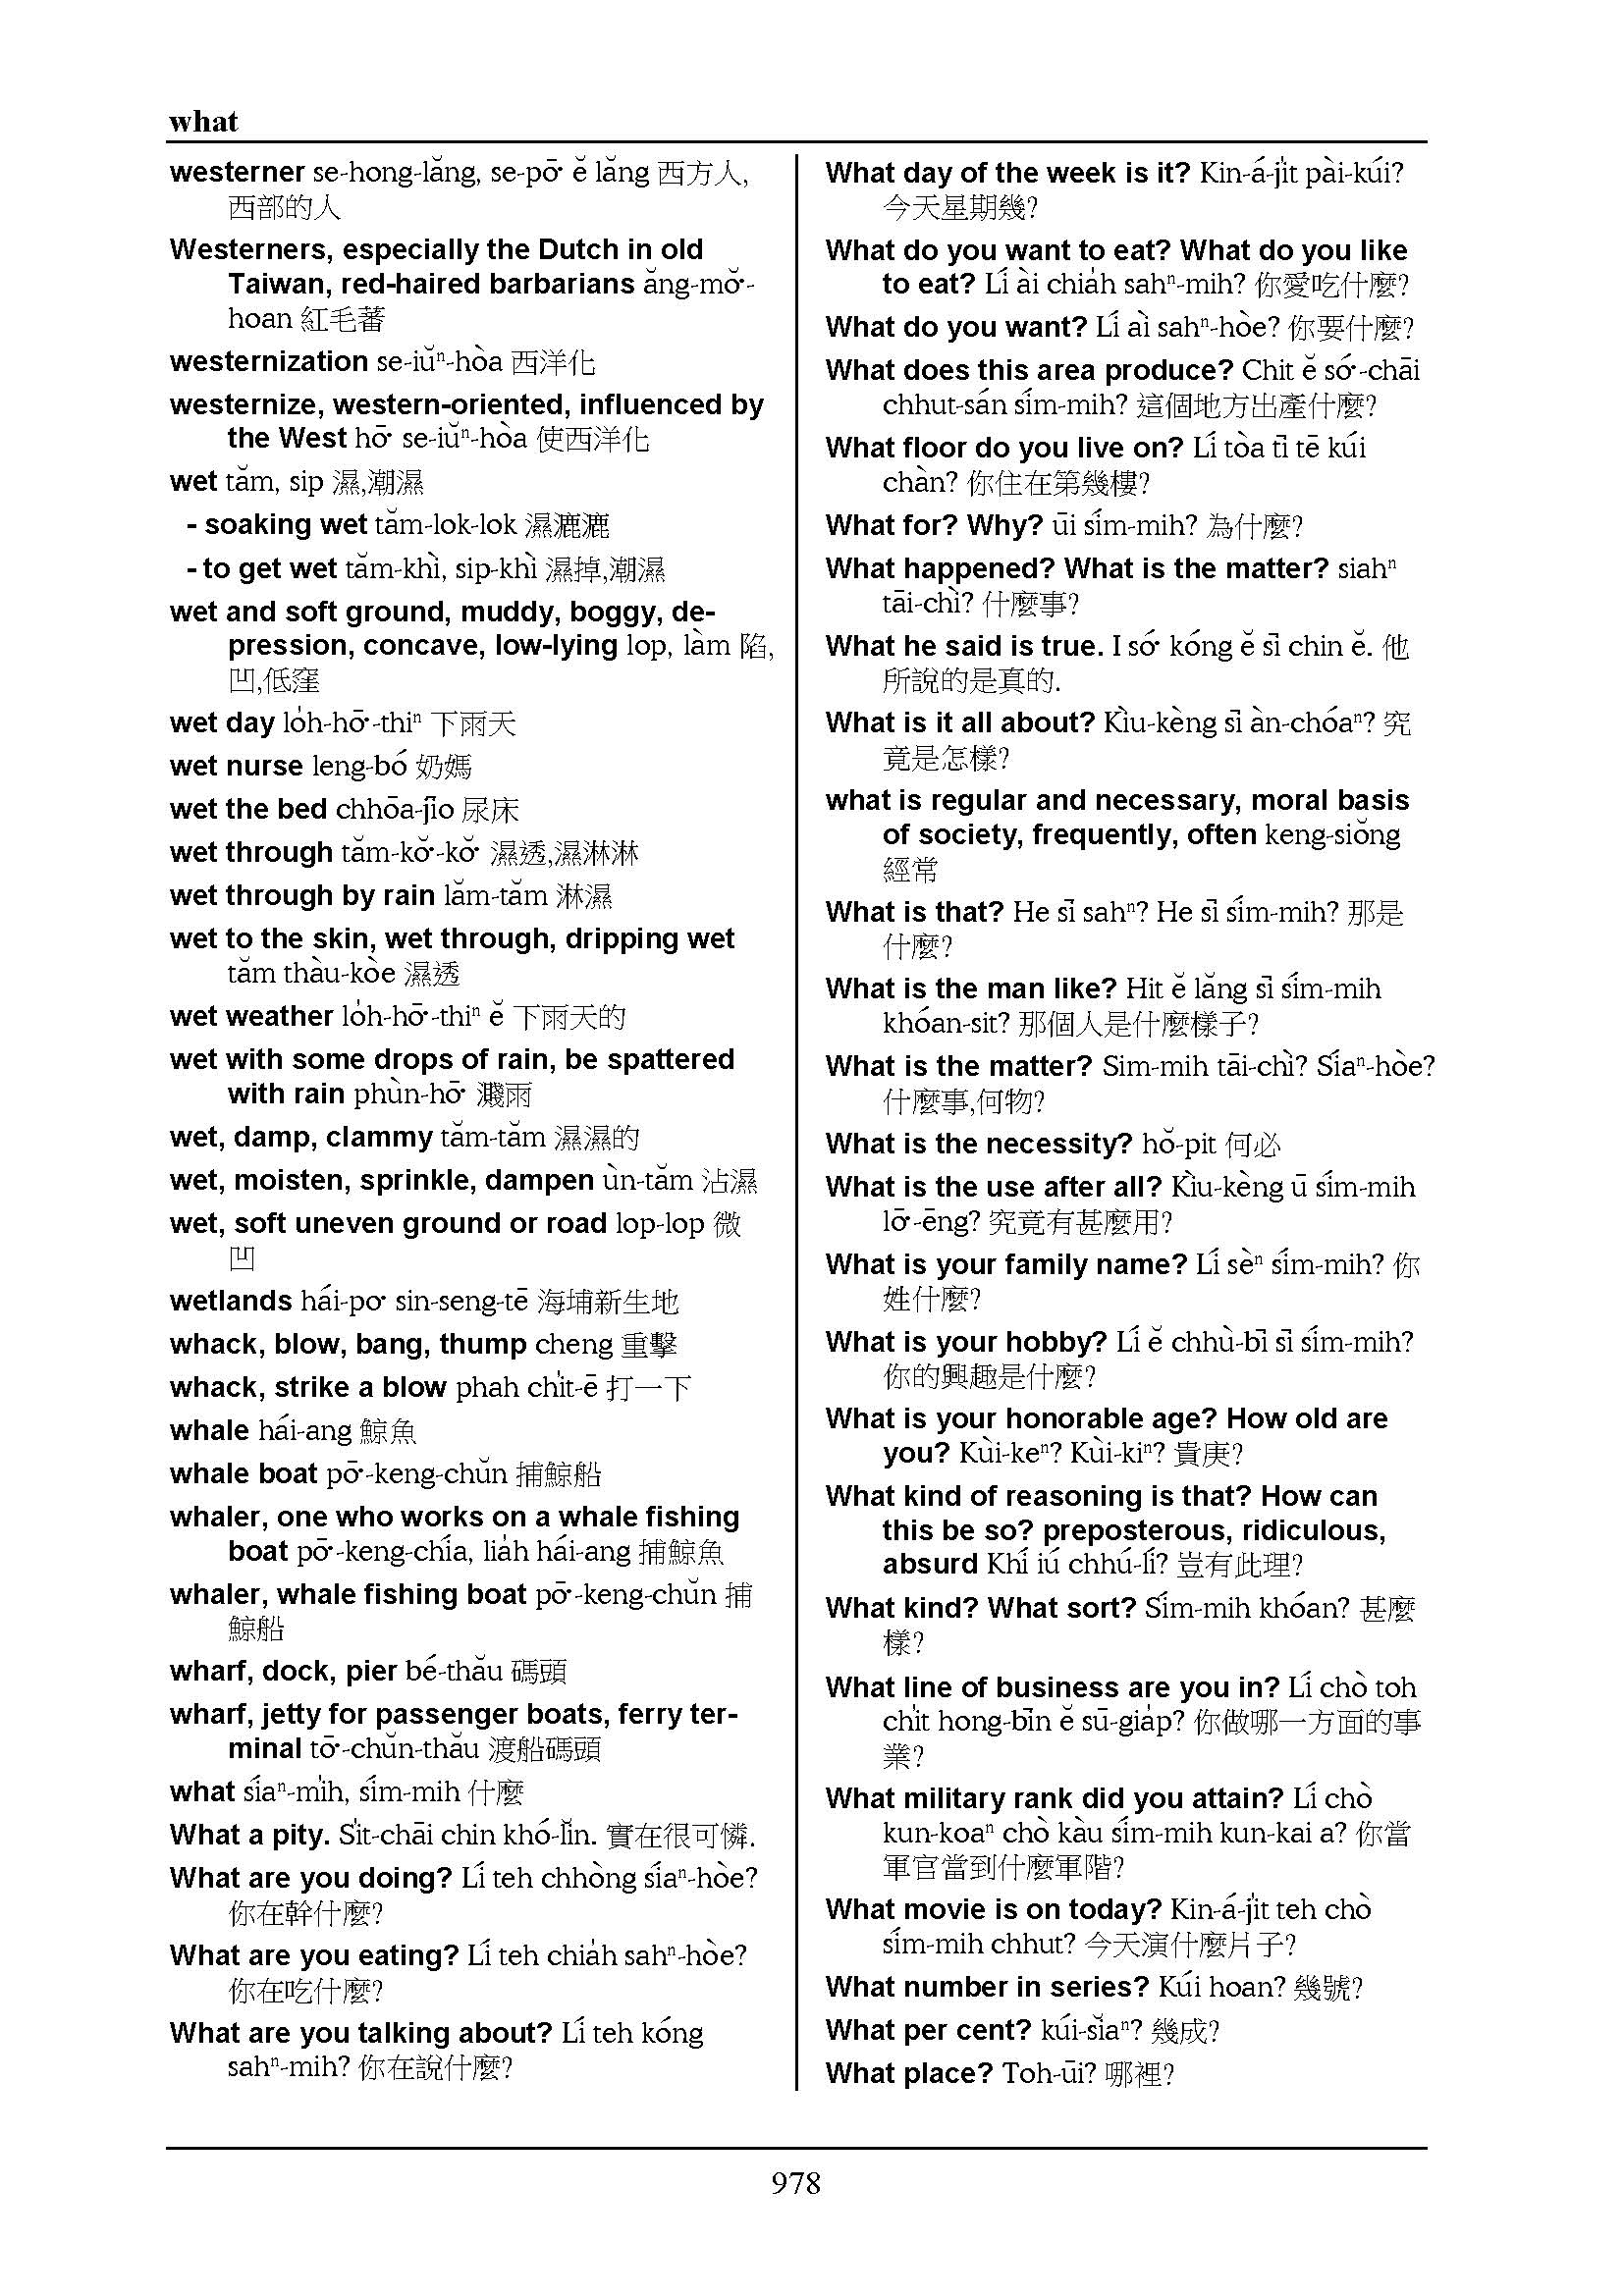 what
westerner se-hong-lăng, se-pō͘ ĕ lăng 西方人,
西部的人
Westerners, especially the Dutch in old
Taiwan, red-haired barbarians ăng-mŏ͘-
hoan 紅毛蕃
westernization se-iŭⁿ-hòa 西洋化
westernize, western-oriented, influenced by
the West hō͘ se-iŭⁿ-hòa 使西洋化
wet tăm, sip 濕,潮濕
- soaking wet tăm-lok-lok 濕漉漉
- to get wet tăm-khì, sip-khì 濕掉,潮濕
wet and soft ground, muddy, boggy, de-
pression, concave, low-lying lop, làm 陷,
凹,低窪
wet day lo̍h-hō͘-thiⁿ 下雨天
wet nurse leng-bó 奶媽
wet the bed chhōa-jīo 尿床
wet through tăm-kŏ͘-kŏ͘ 濕透,濕淋淋
wet through by rain lăm-tăm 淋濕
wet to the skin, wet through, dripping wet
tăm thàu-kòe 濕透
wet weather lo̍h-hō͘-thiⁿ ĕ 下雨天的
wet with some drops of rain, be spattered
with rain phùn-hō͘ 濺雨
wet, damp, clammy tăm-tăm 濕濕的
wet, moisten, sprinkle, dampen ùn-tăm 沾濕
wet, soft uneven ground or road lop-lop 微
凹
wetlands hái-po͘ sin-seng-tē 海埔新生地
whack, blow, bang, thump cheng 重擊
whack, strike a blow phah chi̍t-ē 打一下
whale hái-ang 鯨魚
whale boat pō͘-keng-chŭn 捕鯨船
whaler, one who works on a whale fishing
boat pō͘-keng-chía, lia̍h hái-ang 捕鯨魚
whaler, whale fishing boat pō͘-keng-chŭn 捕
鯨船
wharf, dock, pier bé-thău 碼頭
wharf, jetty for passenger boats, ferry ter-
minal tō͘-chŭn-thău 渡船碼頭
what síaⁿ-mi̍h, sím-mih 什麼
What a pity. Si̍t-chāi chin khó-lĭn. 實在很可憐.
What are you doing? Lí teh chhòng síaⁿ-hòe?
你在幹什麼?
What are you eating? Lí teh chia̍h sahⁿ-hòe?
你在吃什麼?
What are you talking about? Lí teh kóng
sahⁿ-mih? 你在說什麼?
What day of the week is it? Kin-á-ji̍t pài-kúi?
今天星期幾?
What do you want to eat? What do you like
to eat? Lí ài chia̍h sahⁿ-mih? 你愛吃什麼?
What do you want? Lí aì sahⁿ-hòe? 你要什麼?
What does this area produce? Chit ĕ só͘-chāi
chhut-sán sím-mih? 這個地方出產什麼?
What floor do you live on? Lí tòa tī tē kúi
chàn? 你住在第幾樓?
What for? Why? ūi sím-mih? 為什麼?
What happened? What is the matter? siahⁿ
tāi-chì? 什麼事?
What he said is true. I só͘ kóng ĕ sī chin ĕ. 他
所說的是真的.
What is it all about? Kìu-kèng sī àn-chóaⁿ? 究
竟是怎樣?
what is regular and necessary, moral basis
of society, frequently, often keng-siŏng
經常
What is that? He sī sahⁿ? He sī sím-mih? 那是
什麼?
What is the man like? Hit ĕ lăng sī sím-mih
khóan-sit? 那個人是什麼樣子?
What is the matter? Sim-mih tāi-chì? Síaⁿ-hòe?
什麼事,何物?
What is the necessity? hŏ-pit 何必
What is the use after all? Kìu-kèng ū sím-mih
lō͘-ēng? 究竟有甚麼用?
What is your family name? Lí sèⁿ sím-mih? 你
姓什麼?
What is your hobby? Lí ĕ chhù-bī sī sím-mih?
你的興趣是什麼?
What is your honorable age? How old are
you? Kùi-keⁿ? Kùi-kiⁿ? 貴庚?
What kind of reasoning is that? How can
this be so? preposterous, ridiculous,
absurd Khí iú chhú-lí? 豈有此理?
What kind? What sort? Sím-mih khóan? 甚麼
樣?
What line of business are you in? Lí chò toh
chi̍t hong-bīn ĕ sū-gia̍p? 你做哪一方面的事
業?
What military rank did you attain? Lí chò
kun-koaⁿ chò kàu sím-mih kun-kai a? 你當
軍官當到什麼軍階?
What movie is on today? Kin-á-ji̍t teh chò
sím-mih chhut? 今天演什麼片子?
What number in series? Kúi hoan? 幾號?
What per cent? kúi-sĭaⁿ? 幾成?
What place? Toh-ūi? 哪裡?
978